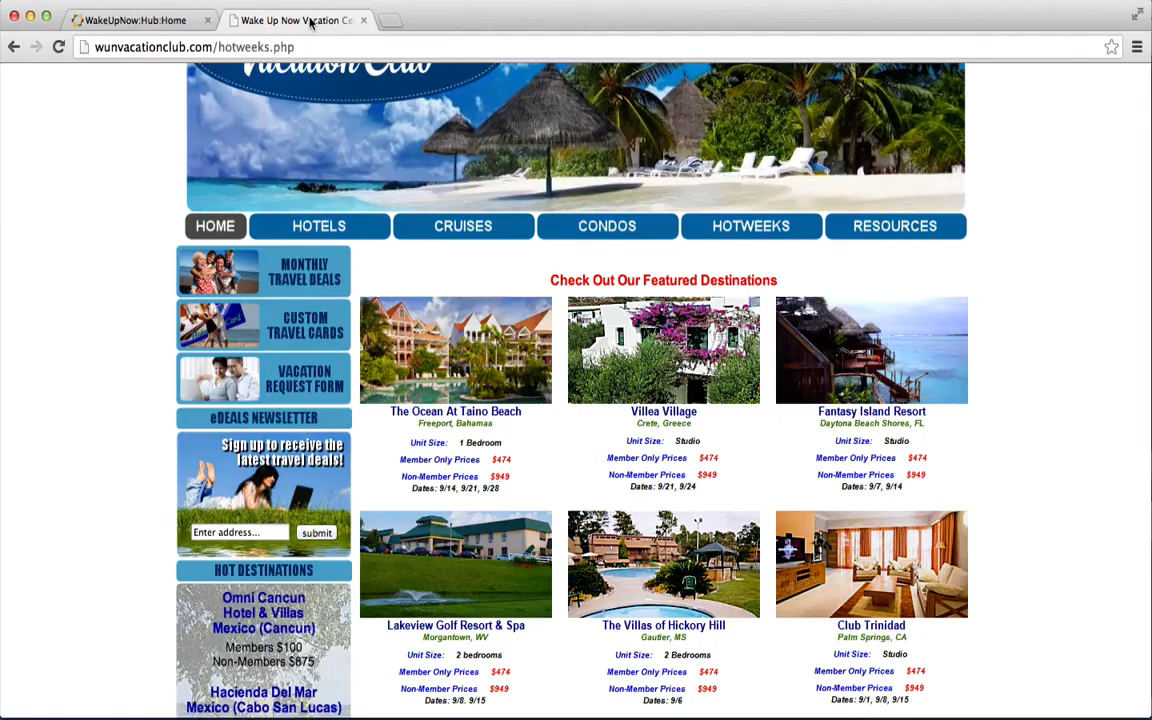 WakeUpNow:Hub:Home
Wake Up Now Vacation Ce
wunvacationclub.com/hotweeks.php
Vacation Club
HOME
HOTELS
CRUISES
CONDOS
HOTWEEKS
RESOURCES
MONTHLY
TRAVEL DEALS
CUSTOM
TRAVEL CARDS
VACATION
REQUEST FORM
eDEALS NEWSLETTER
Sign up to receive the
latest travel deals!
Enter address...
submit
HOT DESTINATIONS
Omni Cancun
Hotel & Villas
Mexico (Cancun)
Members $100
Non-Members $875
Hacienda Del Mar
Mexico (Cabo San Lucas)
Check Out Our Featured Destinations
The Ocean At Taino Beach
Freeport, Bahamas
Unit Size: 1 Bedroom
Member Only Prices $474
Non-Member Prices $949
Dates: 9/14, 9/21, 9/28
Villea Village
Crete, Greece
Unit Size: Studio
Member Only Prices $474
Non-Member Prices $949
Dates: 9/21, 9/24
Fantasy Island Resort
Daytona Beach Shores, FL
Unit Size: Studio
Member Only Prices $474
Non-Member Prices $949
Dates: 9/7, 9/14
Lakeview Golf Resort & Spa
Morgantown, WV
Unit Size: 2 bedrooms
Member Only Prices $474
Non-Member Prices $949
Dates: 9/8. 9/15
The Villas of Hickory Hill
Gautier, MS
Unit Size: 2 Bedrooms
Member Only Prices $474
Non-Member Prices $949
Dates: 9/6
Club Trinidad
Palm Springs, CA
Unit Size: Studio
Member Only Prices $474
Non-Member Prices $949
Dates: 9/1, 9/8, 9/15